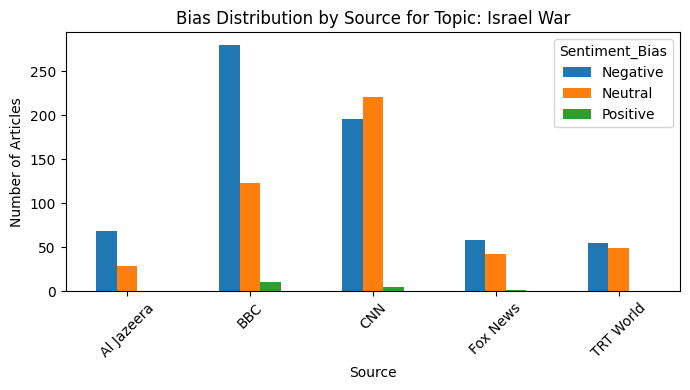 Bias Distribution by Source for Topic: Israel War
Sentiment_Bias
Negative
Neutral
Positive
Number of Articles
250
200
150
100
50
0
Al Jazeera
BBC
CNN
Fox News
TRT World
Source